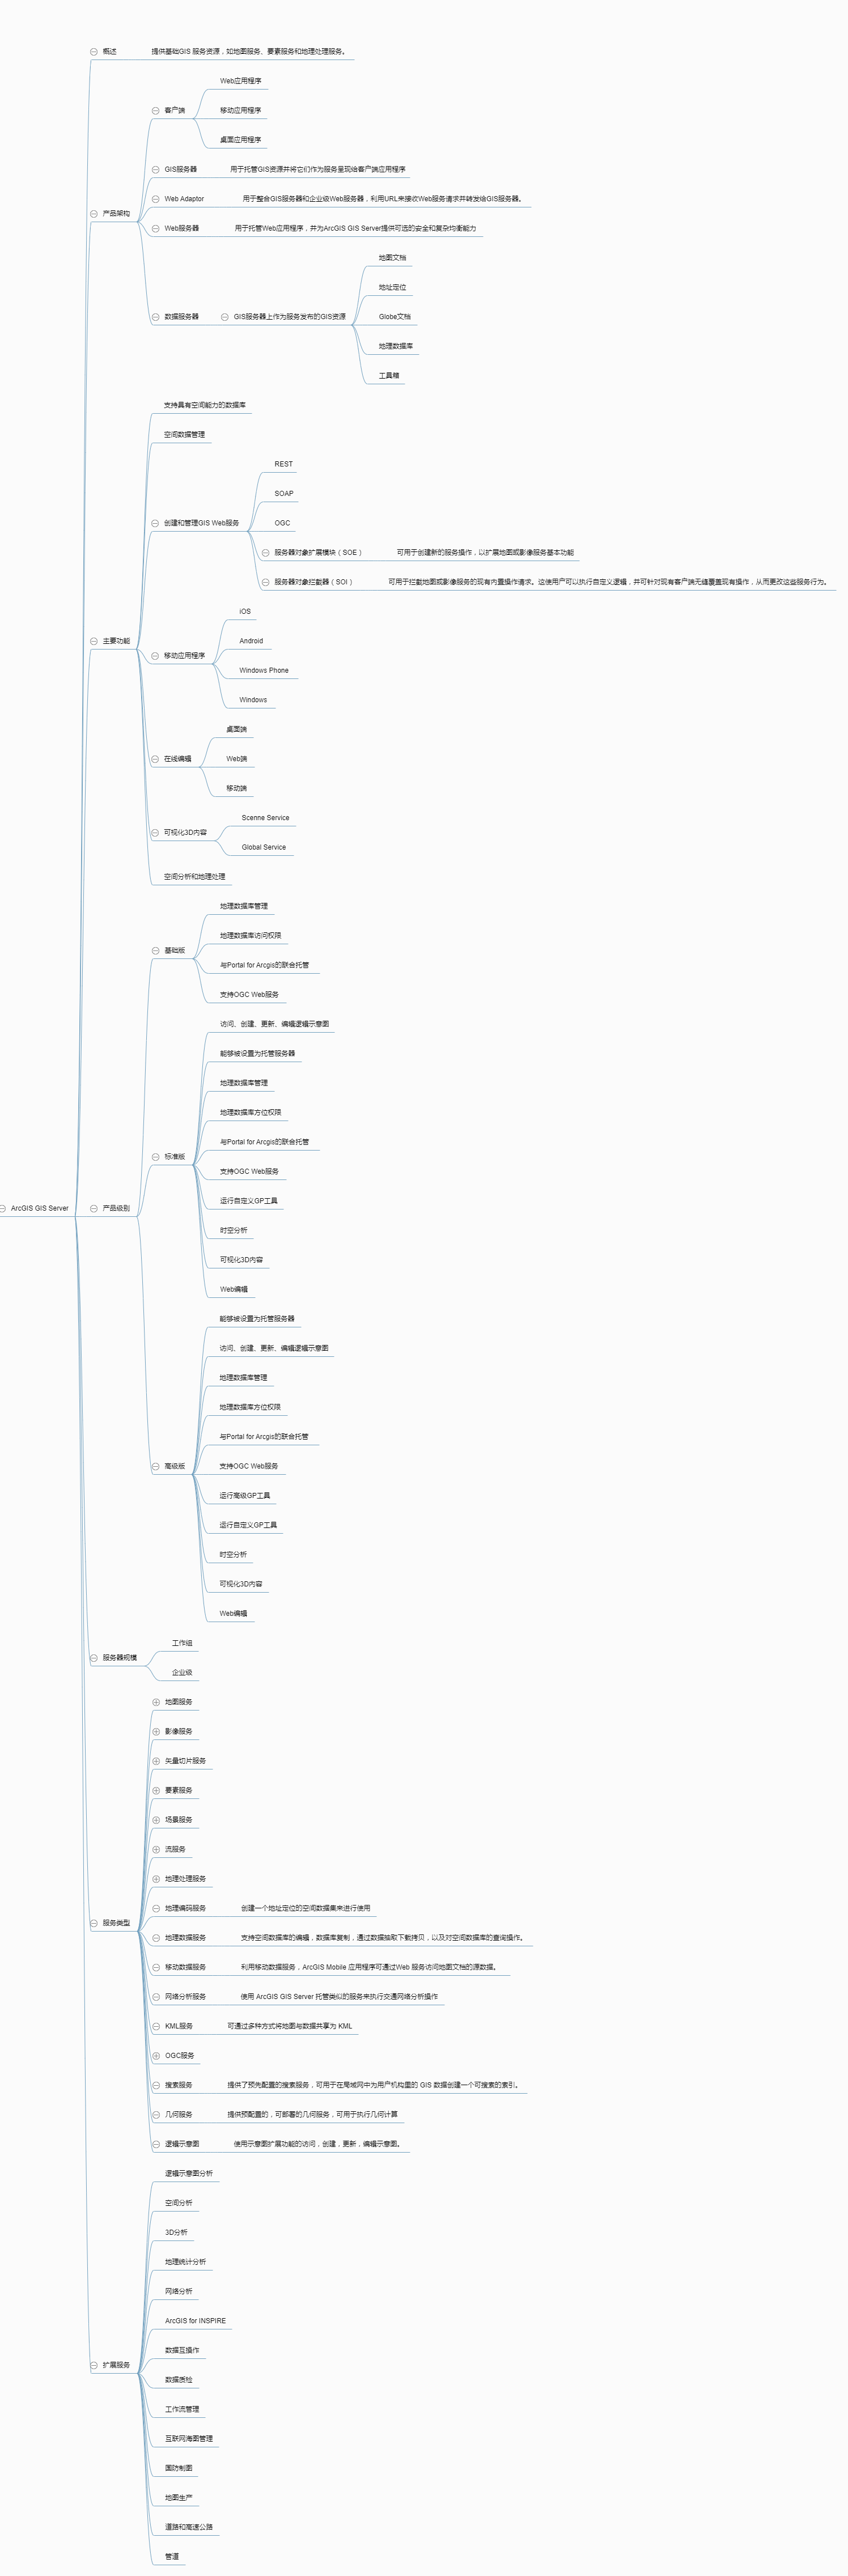 概述
提供基础GIS 服务资源，如地图服务、要素服务和地理处理服务。
产品架构
客户端
Web应用程序
移动应用程序
桌面应用程序
GIS服务器
用于托管GIS资源并将它们作为服务呈现给客户端应用程序
Web Adaptor
用于整合GIS服务器和企业级Web服务器，利用URL来接收Web服务请求并转发给GIS服务器。
Web服务器
用于托管Web应用程序，并为ArcGIS GIS Server提供可选的安全和复杂均衡能力
数据服务器
GIS服务器上作为服务发布的GIS资源
地图文档
地址定位
Globe文档
地理数据库
工具箱
主要功能
支持具有空间能力的数据库
空间数据管理
创建和管理GIS Web服务
REST
SOAP
OGC
服务器对象扩展模块（SOE）
可用于创建新的服务操作，以扩展地图或影像服务基本功能
服务器对象拦截器（SOI）
可用于拦截地图或影像服务的现有内置操作请求。这使用户可以执行自定义逻辑，并可针对现有客户端无缝覆盖现有操作，从而更改这些服务行为。
移动应用程序
iOS
Android
Windows Phone
Windows
在线编辑
桌面端
Web端
移动端
可视化3D内容
Scenne Service
Global Service
空间分析和地理处理
ArcGIS GIS Server
产品级别
基础版
地理数据库管理
地理数据库访问权限
与Portal for Arcgis的联合托管
支持OGC Web服务
标准版
访问、创建、更新、编辑逻辑示意图
能够被设置为托管服务器
地理数据库管理
地理数据库方位权限
与Portal for Arcgis的联合托管
支持OGC Web服务
运行自定义GP工具
时空分析
可视化3D内容
Web编辑
高级版
能够被设置为托管服务器
访问、创建、更新、编辑逻辑示意图
地理数据库管理
地理数据库方位权限
与Portal for Arcgis的联合托管
支持OGC Web服务
运行高级GP工具
运行自定义GP工具
时空分析
可视化3D内容
Web编辑
服务器规模
工作组
企业级
服务类型
地图服务
影像服务
矢量切片服务
要素服务
场景服务
流服务
地理处理服务
地理编码服务
创建一个地址定位的空间数据集来进行使用
地理数据服务
支持空间数据库的编辑，数据库复制，通过数据抽取下载拷贝，以及对空间数据库的查询操作。
移动数据服务
利用移动数据服务，ArcGIS Mobile 应用程序可通过Web 服务访问地图文档的源数据。
网络分析服务
使用 ArcGIS GIS Server 托管类似的服务来执行交通网络分析操作
KML服务
可通过多种方式将地图与数据共享为 KML
OGC服务
搜索服务
提供了预先配置的搜索服务，可用于在局域网中为用户机构里的 GIS 数据创建一个可搜索的索引。
几何服务
提供预配置的，可部署的几何服务，可用于执行几何计算
逻辑示意图
使用示意图扩展功能的访问，创建，更新，编辑示意图。
扩展服务
逻辑示意图分析
空间分析
3D分析
地理统计分析
网络分析
ArcGIS for INSPIRE
数据互操作
数据质检
工作流管理
互联网海图管理
国防制图
地图生产
道路和高速公路
管道